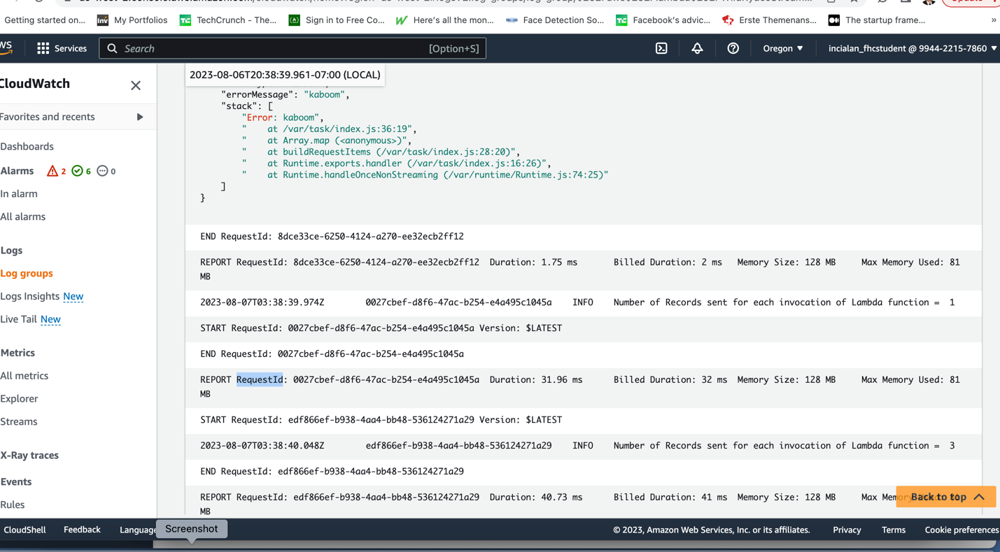 Getting started on... My Portfolios TechCrunch - The... Sign in to Free Co... Here's all the mon... Face Detection So... Facebook's advic... Erste Themenans... The startup frame... »
Services Search [Option+S] Oregon incialan_fhcstudent @ 9944-2215-7860
CloudWatch
Favorites and recents
Dashboards
Alarms 2 6 0
In alarm
All alarms
Logs
Log groups
Logs Insights New
Live Tail New
Metrics
All metrics
Explorer
Streams
X-Ray traces
Events
Rules
2023-08-06T20:38:39.961-07:00 (LOCAL)
"errorMessage": "kaboom",
"stack": [
"Error: kaboom",
"    at /var/task/index.js:36:19",
"    at Array.map (<anonymous>)",
"    at buildRequestItems (/var/task/index.js:28:20)",
"    at Runtime.exports.handler (/var/task/index.js:16:26)",
"    at Runtime.handleOnceNonStreaming (/var/runtime/Runtime.js:74:25)"
]
}
END RequestId: 8dce33ce-6250-4124-a270-ee32ecb2ff12
REPORT RequestId: 8dce33ce-6250-4124-a270-ee32ecb2ff12 Duration: 1.75 ms Billed Duration: 2 ms Memory Size: 128 MB Max Memory Used: 81
MB
2023-08-07T03:38:39.974Z 0027cbef-d8f6-47ac-b254-e4a495c1045a INFO Number of Records sent for each invocation of Lambda function = 1
START RequestId: 0027cbef-d8f6-47ac-b254-e4a495c1045a Version: $LATEST
END RequestId: 0027cbef-d8f6-47ac-b254-e4a495c1045a
REPORT RequestId: 0027cbef-d8f6-47ac-b254-e4a495c1045a Duration: 31.96 ms Billed Duration: 32 ms Memory Size: 128 MB Max Memory Used: 81
MB
START RequestId: edf866ef-b938-4aa4-bb48-536124271a29 Version: $LATEST
2023-08-07T03:38:40.048Z edf866ef-b938-4aa4-bb48-536124271a29 INFO Number of Records sent for each invocation of Lambda function = 3
END RequestId: edf866ef-b938-4aa4-bb48-536124271a29
REPORT RequestId: edf866ef-b938-4aa4-bb48-536124271a29 Duration: 40.73 ms Billed Duration: 41 ms Memory Size: 128 MB Max Memory
MB
Back to top
CloudShell Feedback Language Screenshot © 2023, Amazon Web Services, Inc. or its affiliates. Privacy Terms Cookie preferences